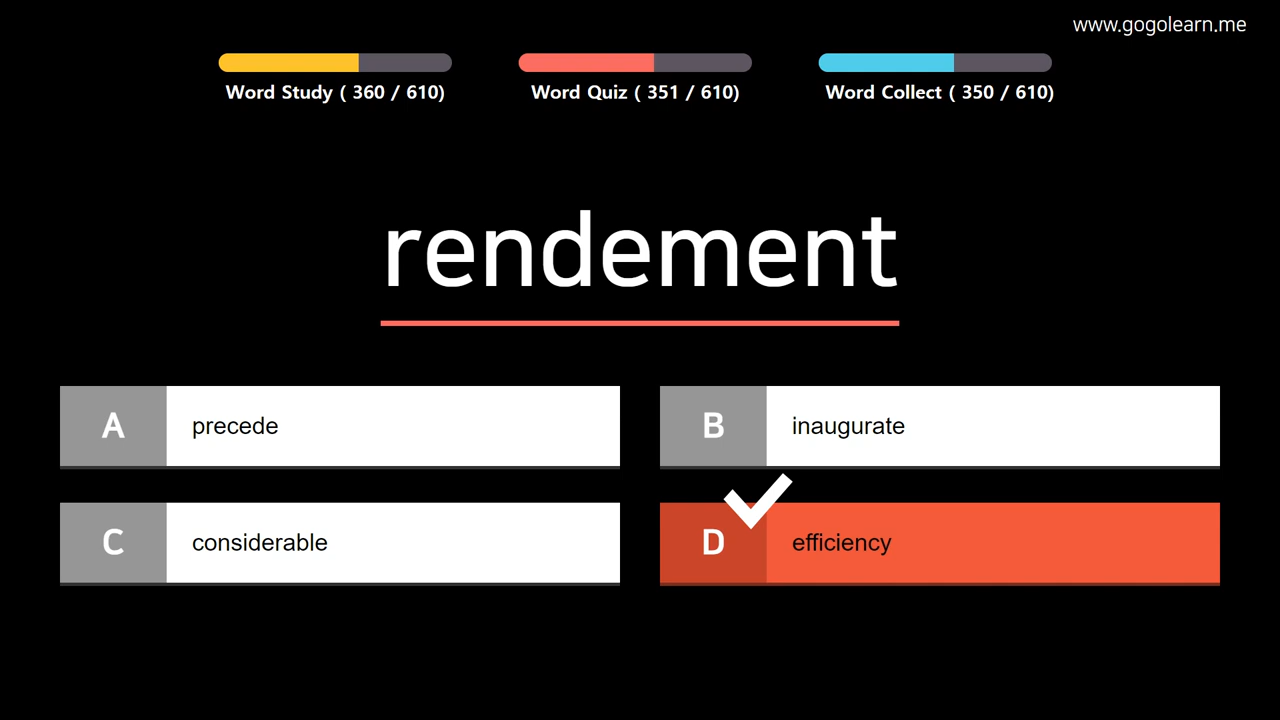 www.gogolearn.me
Word Study ( 360 / 610)
Word Quiz ( 351 / 610)
Word Collect ( 350 / 610)
rendement
A precede
B inaugurate
C considerable
D efficiency